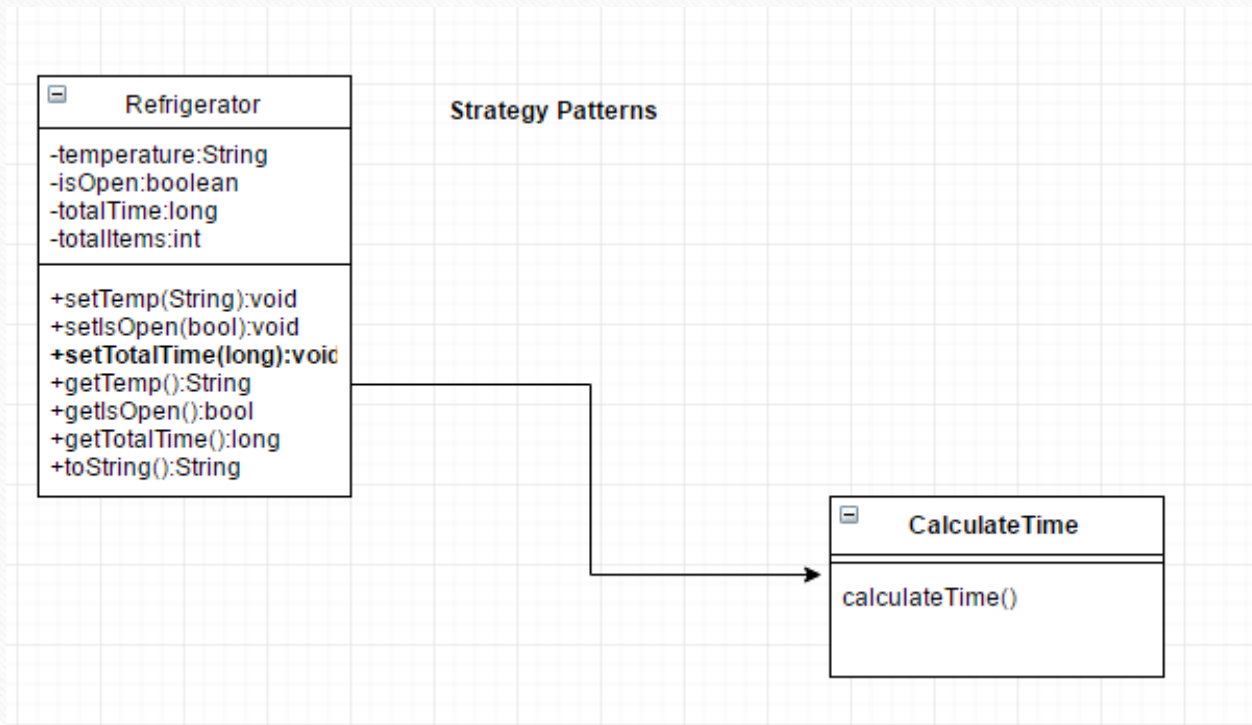 Refrigerator
Strategy Patterns
-temperature:String
-isOpen:boolean
-totalTime:long
-totalItems:int
+setTemp(String):void
+setIsOpen(bool):void
+setTotalTime(long):void
+getTemp():String
+getIsOpen():bool
+getTotalTime():long
+toString():String
CalculateTime
calculateTime()